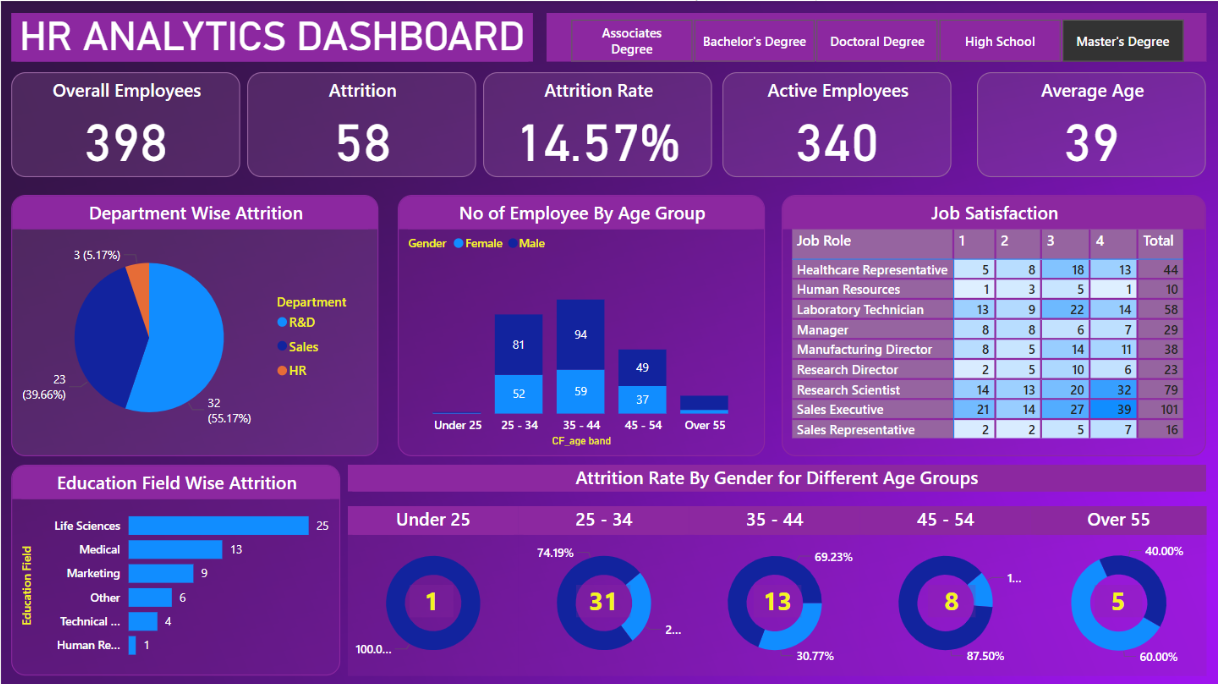 HR ANALYTICS DASHBOARD
Associates
Degree
Bachelor's Degree
Doctoral Degree
High School
Master's Degree
Overall Employees
398
Attrition
58
Attrition Rate
14.57%
Active Employees
340
Average Age
39
Department Wise Attrition
3 (5.17%)
23
(39.66%)
32
(55.17%)
Department
R&D
Sales
HR
No of Employee By Age Group
Gender Female Male
81
52
94
59
49
37
Under 25 25 - 34 35 - 44 45 - 54 Over 55
CF_age band
Job Satisfaction
Job Role 1 2 3 4 Total
Healthcare Representative 5 8 18 13 44
Human Resources 1 3 5 1 10
Laboratory Technician 13 9 22 14 58
Manager 8 8 6 7 29
Manufacturing Director 8 5 14 11 38
Research Director 2 5 10 6 23
Research Scientist 14 13 20 32 79
Sales Executive 21 14 27 39 101
Sales Representative 2 2 5 7 16
Education Field Wise Attrition
Education Field
Life Sciences 25
Medical 13
Marketing 9
Other 6
Technical ... 4
Human Re... 1
Attrition Rate By Gender for Different Age Groups
Under 25
1
100.0...
25 - 34
74.19%
31
2...
35 - 44
69.23%
13
30.77%
45 - 54
1...
8
87.50%
Over 55
40.00%
5
60.00%